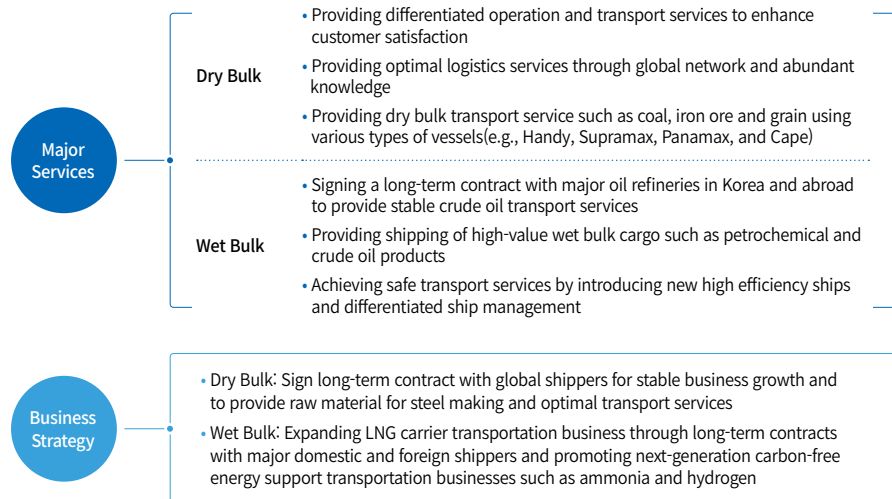 Major
Services
Dry Bulk
• Providing differentiated operation and transport services to enhance
customer satisfaction
• Providing optimal logistics services through global network and abundant
knowledge
• Providing dry bulk transport service such as coal, iron ore and grain using
various types of vessels(e.g., Handy, Supramax, Panamax, and Cape)
Wet Bulk
• Signing a long-term contract with major oil refineries in Korea and abroad
to provide stable crude oil transport services
• Providing shipping of high-value wet bulk cargo such as petrochemical and
crude oil products
• Achieving safe transport services by introducing new high efficiency ships
and differentiated ship management
Business
Strategy
• Dry Bulk: Sign long-term contract with global shippers for stable business growth and
to provide raw material for steel making and optimal transport services
• Wet Bulk: Expanding LNG carrier transportation business through long-term contracts
with major domestic and foreign shippers and promoting next-generation carbon-free
energy support transportation businesses such as ammonia and hydrogen